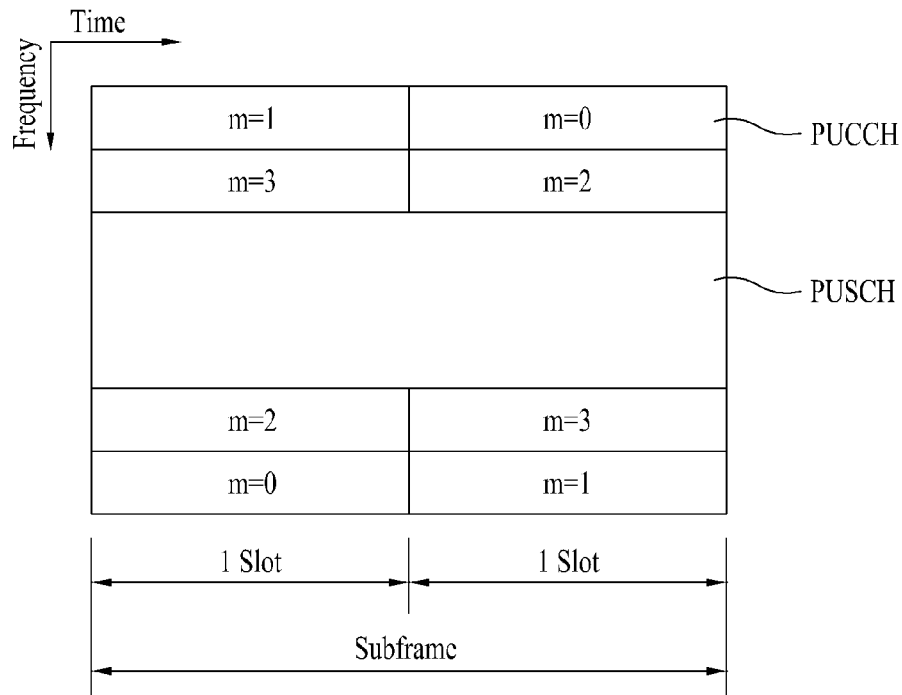 Time
Frequency
m=1
m=0
PUCCH
m=3
m=2
PUSCH
m=2
m=3
m=0
m=1
1 Slot
1 Slot
Subframe